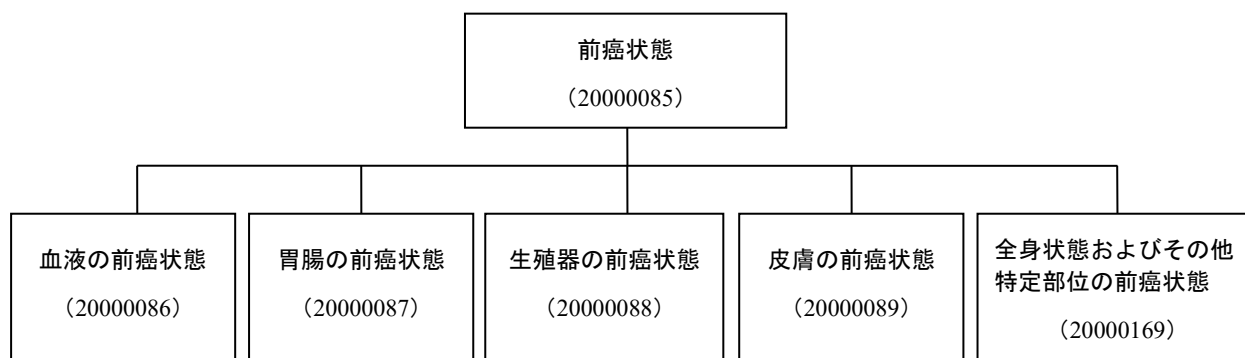 前癌状態
（20000085）
血液の前癌状態
（20000086）
胃腸の前癌状態
（20000087）
生殖器の前癌状態
（20000088）
皮膚の前癌状態
（20000089）
全身状態およびその他
特定部位の前癌状態
（20000169）